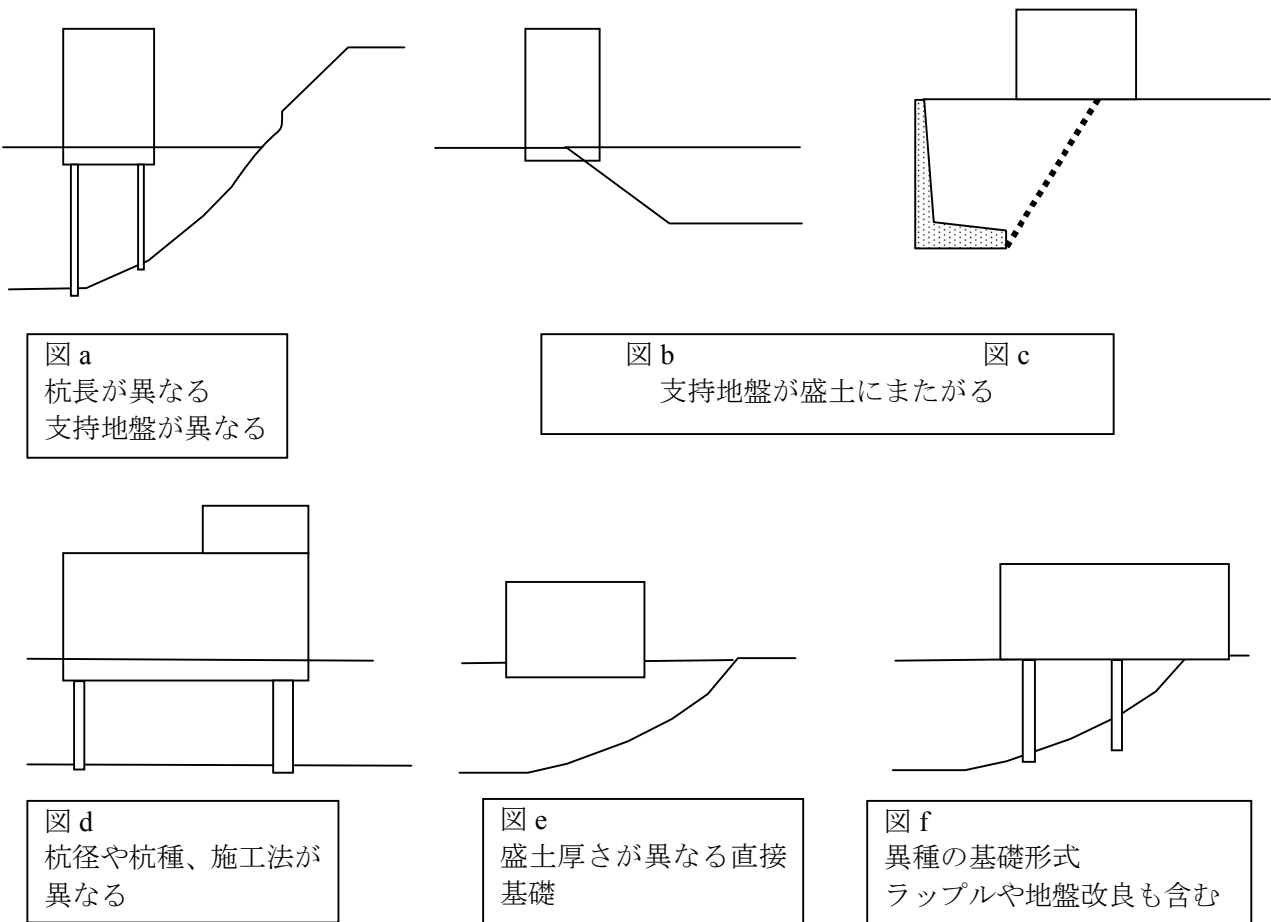 図 a
杭長が異なる
支持地盤が異なる
図 b 図 c
支持地盤が盛土にまたがる
図 d
杭径や杭種、施工法が
異なる
図 e
盛土厚さが異なる直接
基礎
図 f
異種の基礎形式
ラップルや地盤改良も含む